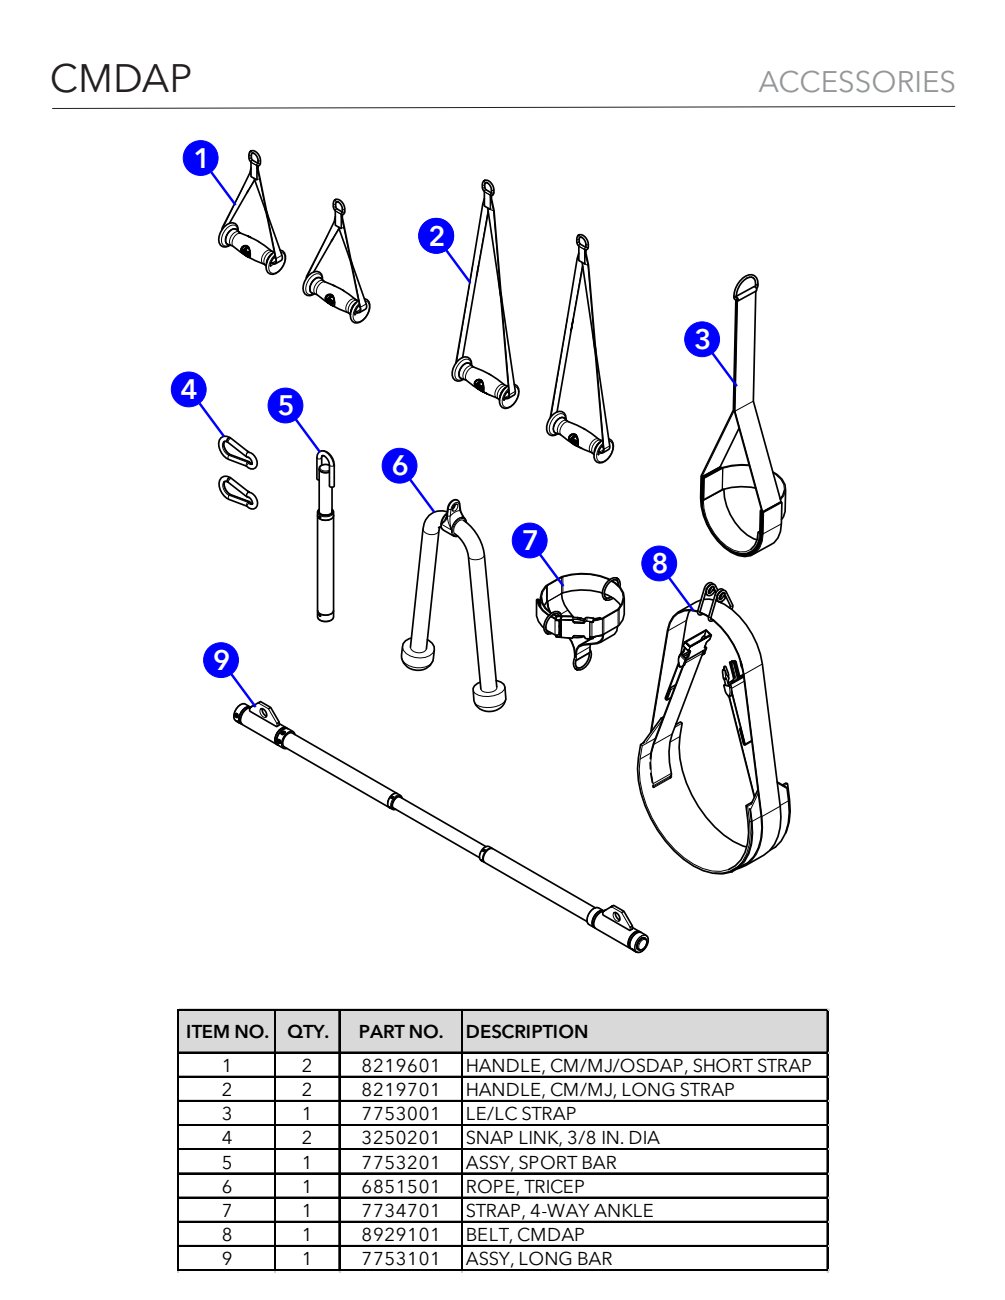 CMDAP ACCESSORIES
1
2
3
4
5
6
7
8
9
ITEM NO. QTY. PART NO. DESCRIPTION
1 2 8219601 HANDLE, CM/MJ/OSDAP, SHORT STRAP
2 2 8219701 HANDLE, CM/MJ, LONG STRAP
3 1 7753001 LE/LC STRAP
4 2 3250201 SNAP LINK, 3/8 IN. DIA
5 1 7753201 ASSY, SPORT BAR
6 1 6851501 ROPE, TRICEP
7 1 7734701 STRAP, 4-WAY ANKLE
8 1 8929101 BELT, CMDAP
9 1 7753101 ASSY, LONG BAR